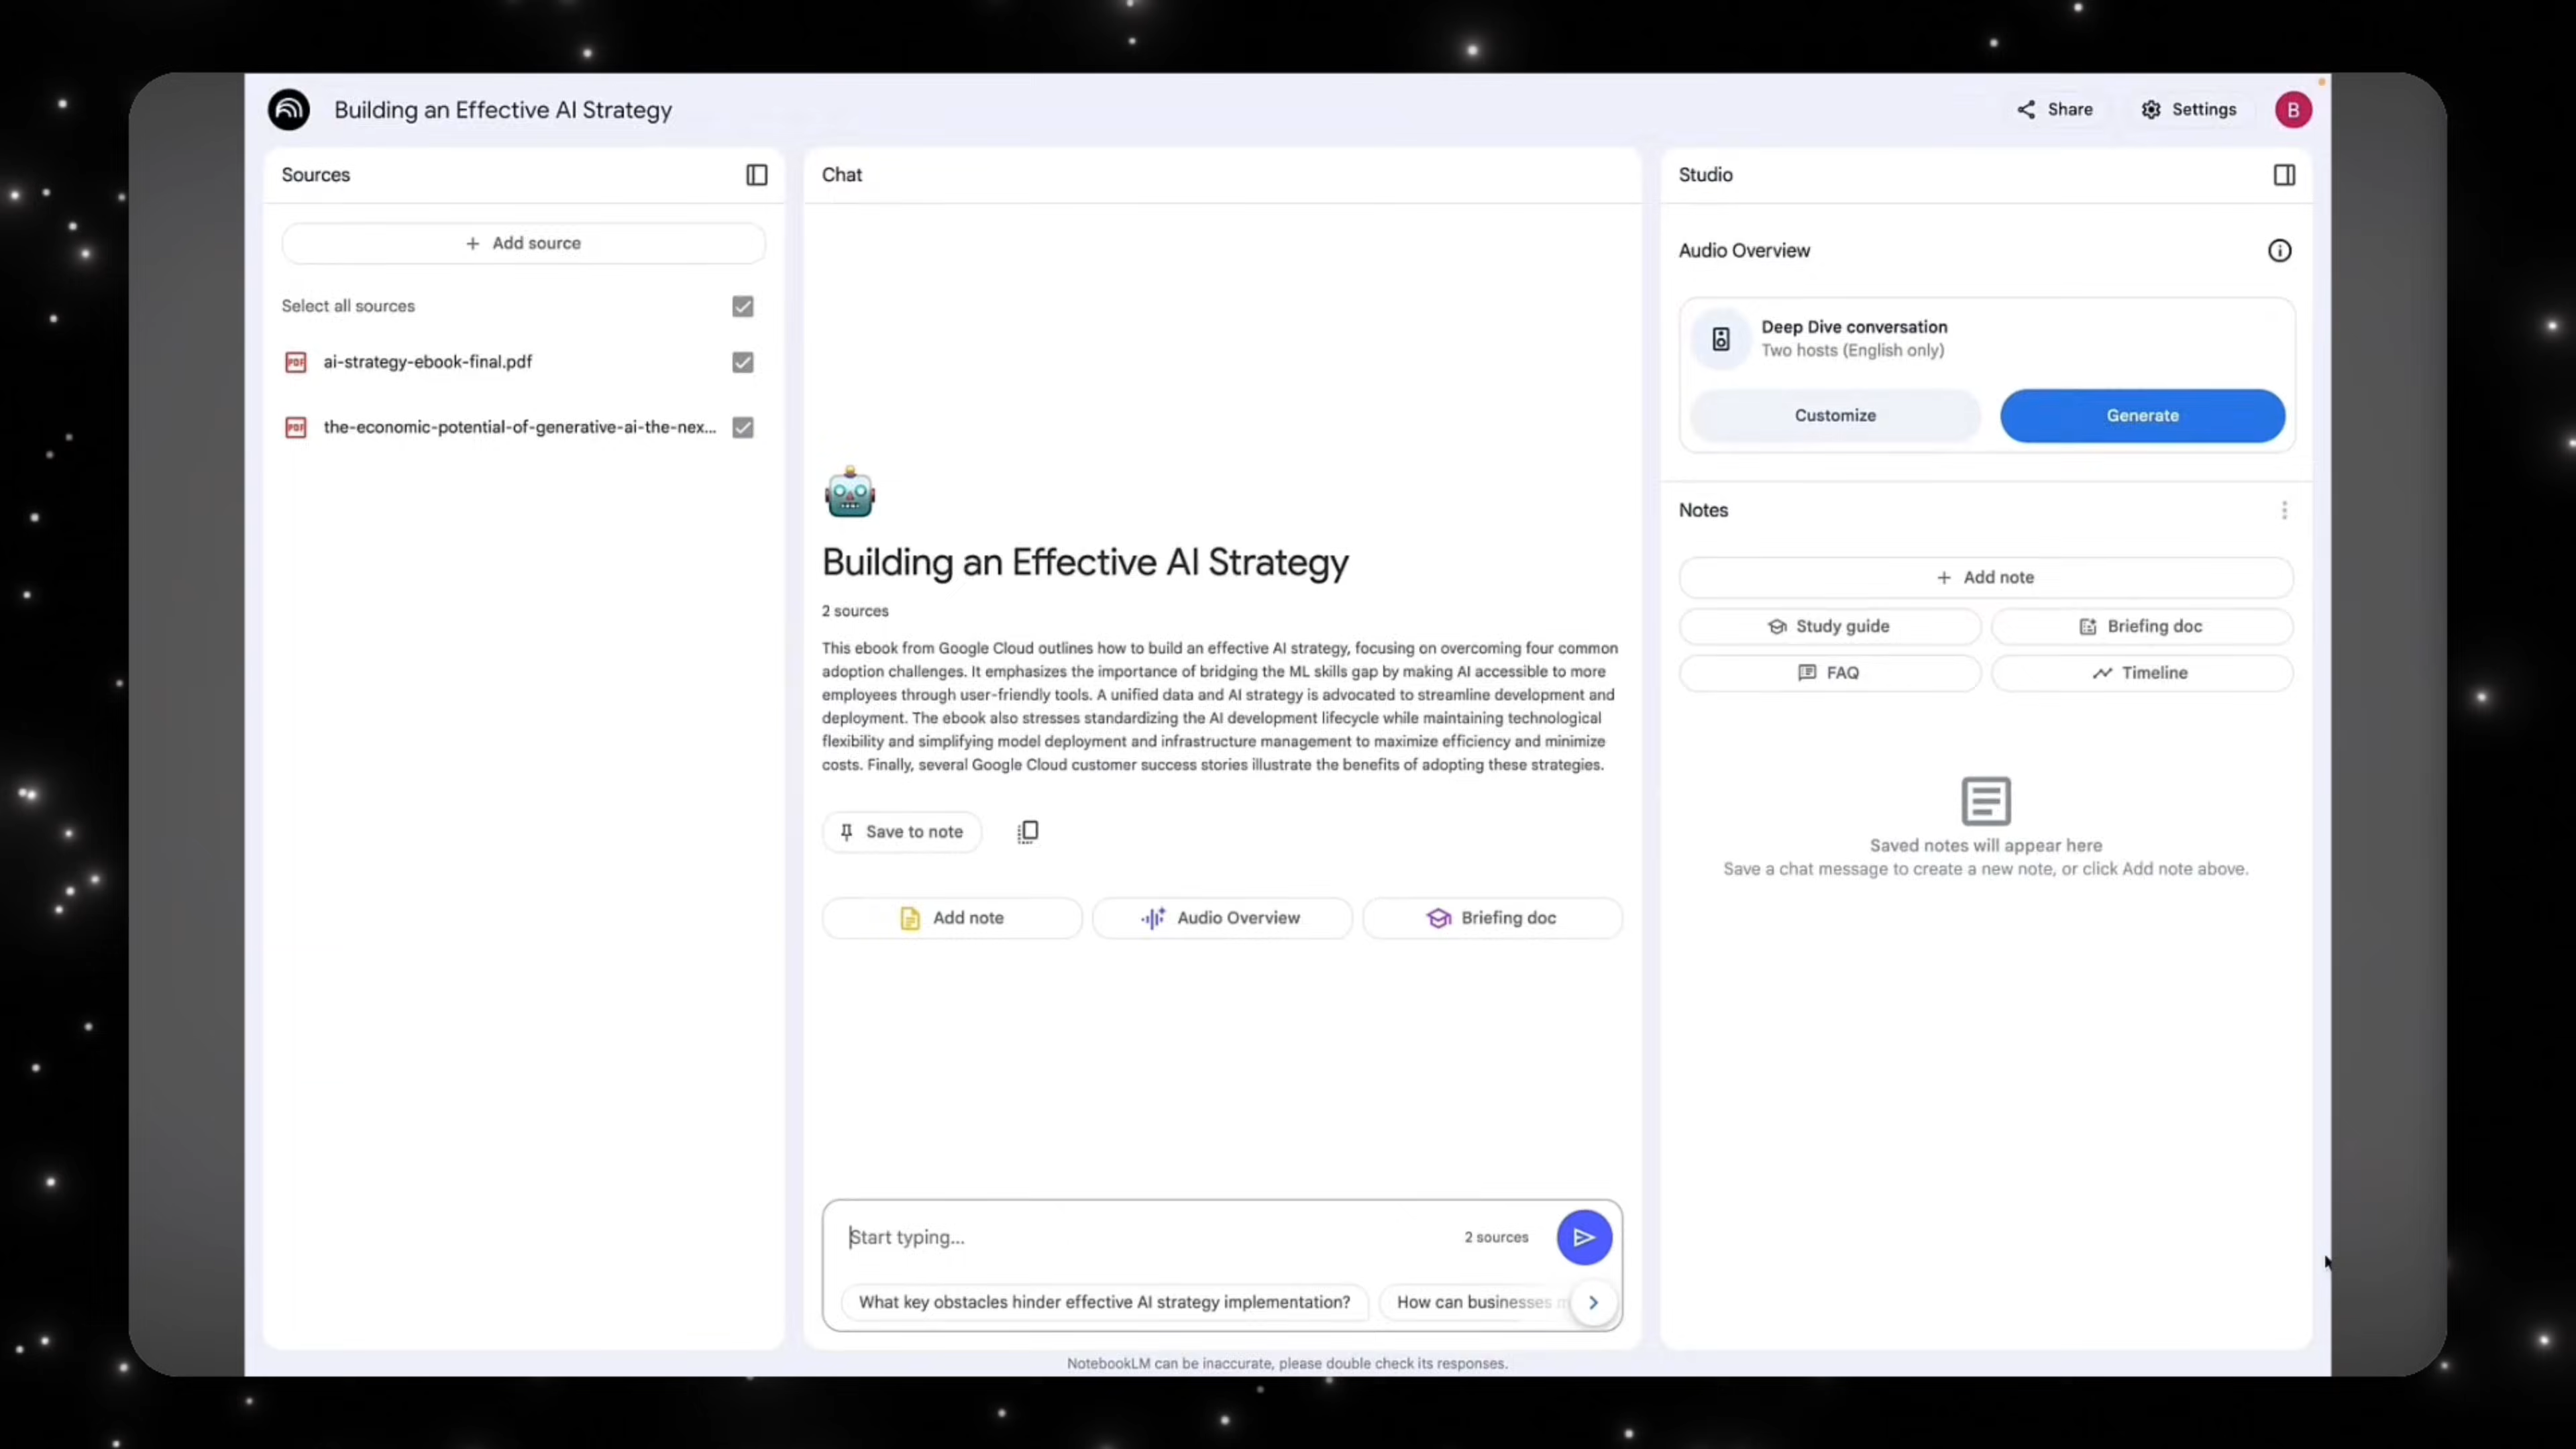 Building an Effective AI Strategy
Share
Settings
B
Sources
Add source
Select all sources
PDF ai-strategy-ebook-final.pdf
PDF the-economic-potential-of-generative-ai-the-nex...
Chat
Building an Effective AI Strategy
2 sources
This ebook from Google Cloud outlines how to build an effective AI strategy, focusing on overcoming four common
adoption challenges. It emphasizes the importance of bridging the ML skills gap by making AI accessible to more
employees through user-friendly tools. A unified data and AI strategy is advocated to streamline development and
deployment. The ebook also stresses standardizing the AI development lifecycle while maintaining technological
flexibility and simplifying model deployment and infrastructure management to maximize efficiency and minimize
costs. Finally, several Google Cloud customer success stories illustrate the benefits of adopting these strategies.
Save to note
Add note
Audio Overview
Briefing doc
Start typing...
2 sources
What key obstacles hinder effective AI strategy implementation?
How can businesses
Studio
Audio Overview
Deep Dive conversation
Two hosts (English only)
Customize
Generate
Notes
Add note
Study guide
Briefing doc
FAQ
Timeline
Saved notes will appear here
Save a chat message to create a new note, or click Add note above.
NotebookLM can be inaccurate, please double check its responses.